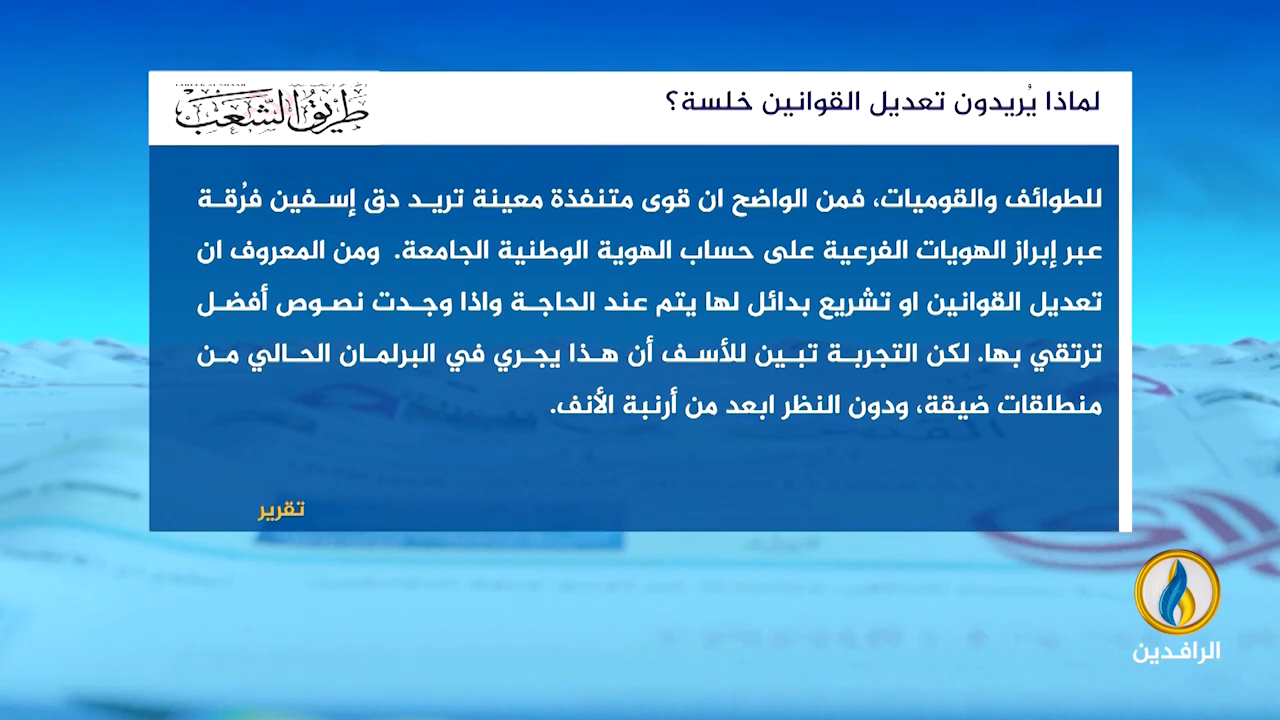 لماذا يُريدون تعديل القوانين خلسة؟
طريق الشعب
للطوائف والقوميات، فمن الواضح ان قوى متنفذة معينة تريـد دق إسـفين فرُقـة
عبر إبراز الهويات الفرعية على حساب الهوية الوطنية الجامعة. ومن المعروف ان
تعديل القوانين او تشريع بدائل لها يتم عند الحاجـة واذا وجـدت نصـوص أفضـل
ترتقي بها. لكن التجربـة تبـين للأسـف أن هـذا يجـري في البرلمـان الحـالي مـن
منطلقات ضيقة، ودون النظر ابعد من أرنبة الأنف.
تقرير
الرافـدين